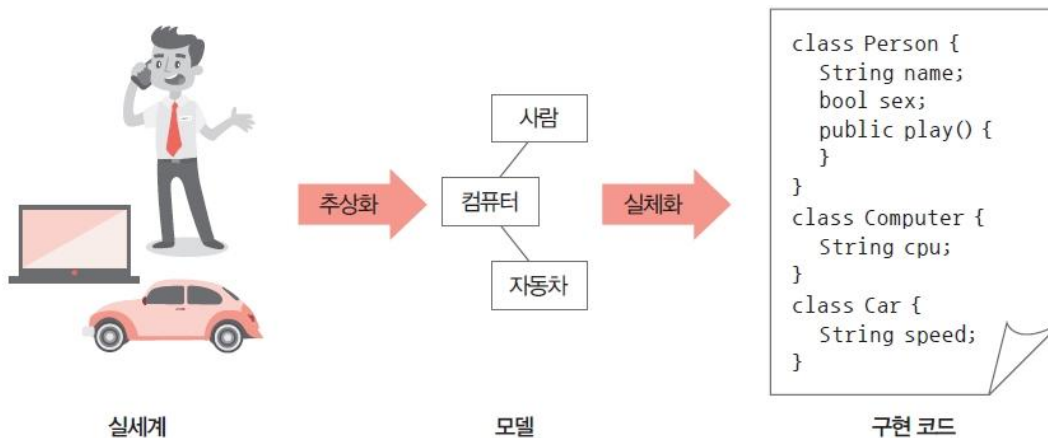 추상화
사람
컴퓨터
자동차
실체화
class Person {
String name;
bool sex;
public play() {
}
}
class Computer {
String cpu;
}
class Car {
String speed;
}
실세계
모델
구현 코드